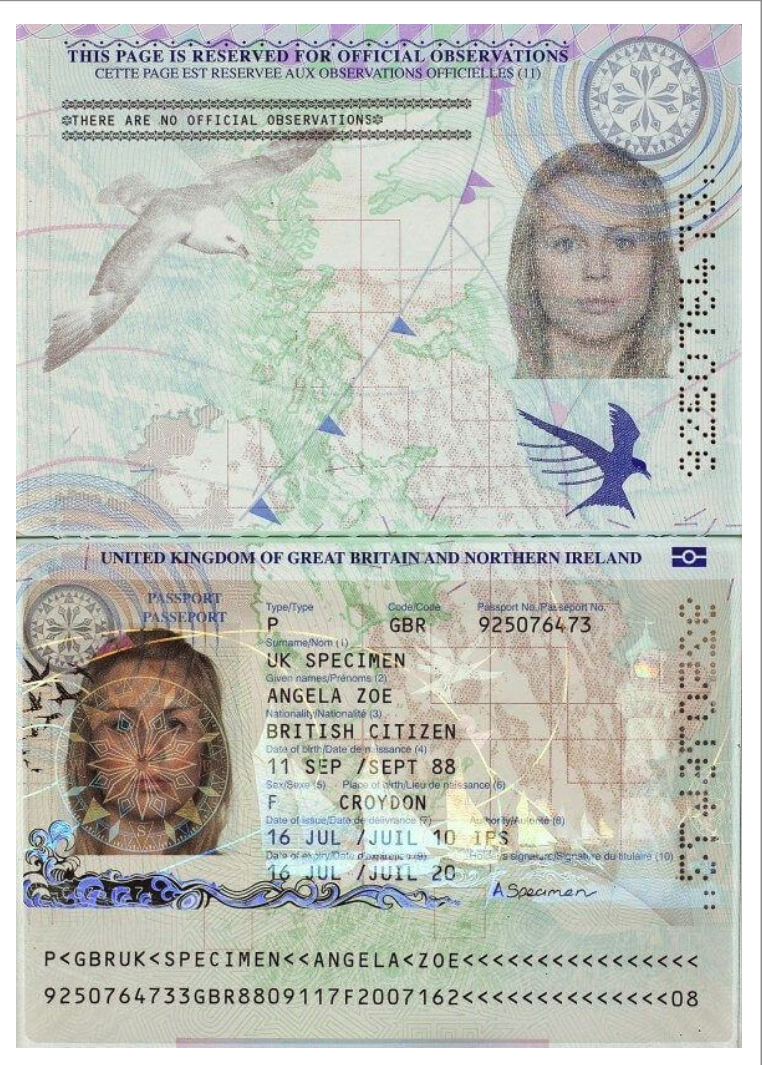 THIS PAGE IS RESERVED FOR OFFICIAL OBSERVATIONS
CETTE PAGE EST RESERVEE AUX OBSERVATIONS OFFICIELLES (11)
THERE ARE NO OFFICIAL OBSERVATIONS
UNITED KINGDOM OF GREAT BRITAIN AND NORTHERN IRELAND
PASSPORT
PASSEPORT
Type/Type Code/Code Passport No./Passeport No.
P GBR 925076473
Surname/Nom (1)
UK SPECIMEN
Given names/Prénoms (2)
ANGELA ZOE
Nationality/Nationalité (3)
BRITISH CITIZEN
Date of birth/Date de naissance (4)
11 SEP /SEPT 88
Sex/Sexe (5) Place of birth/Lieu de naissance (6)
F CROYDON
Date of issue/Date de délivrance (7) Authority/Autorité (8)
16 JUL /JUIL 10 IPS
Date of expiry/Date d'expiration (9) Holder's signature/Signature du titulaire (10)
16 JUL /JUIL 20
A Specimen
P<GBRUK<SPECIMEN<<ANGELA<ZOE<<<<<<<<<<<<<<<<
9250764733GBR8809117F2007162<<<<<<<<<<<<<<08